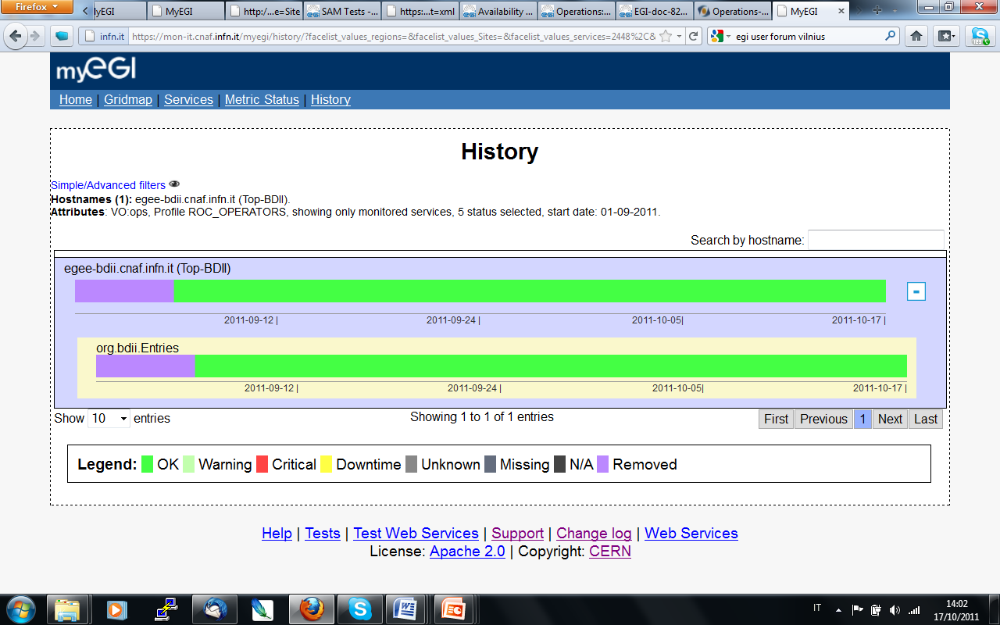 Firefox
MyEGI
MyEGI
http:/...e=Site
SAM Tests -...
https:...t=xml
Availability ...
Operations:...
EGI-doc-82...
Operations-...
MyEGI
infn.it
https://mon-it.cnaf.infn.it/myegi/history/?facelist_values_regions=&facelist_values_Sites=&facelist_values_services=2448%2C&
egi user forum vilnius
myEGI
Home | Gridmap | Services | Metric Status | History
History
Simple/Advanced filters
Hostnames (1): egee-bdii.cnaf.infn.it (Top-BDII).
Attributes: VO:ops, Profile ROC_OPERATORS, showing only monitored services, 5 status selected, start date: 01-09-2011.
Search by hostname:
egee-bdii.cnaf.infn.it (Top-BDII)
-
2011-09-12 | 2011-09-24 | 2011-10-05| 2011-10-17 |
org.bdii.Entries
2011-09-12 | 2011-09-24 | 2011-10-05| 2011-10-17 |
Show 10 entries Showing 1 to 1 of 1 entries First Previous 1 Next Last
Legend: OK Warning Critical Downtime Unknown Missing N/A Removed
Help | Tests | Test Web Services | Support | Change log | Web Services
License: Apache 2.0 | Copyright: CERN
IT
14:02
17/10/2011